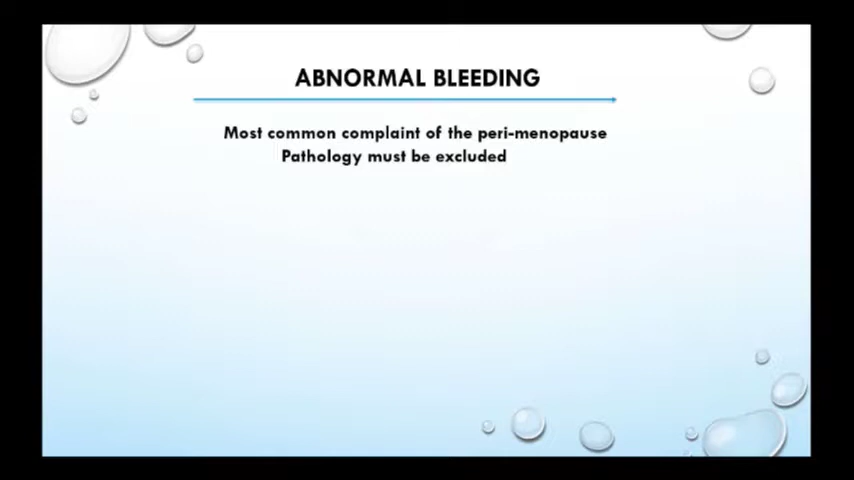 ABNORMAL BLEEDING
Most common complaint of the peri-menopause
Pathology must be excluded